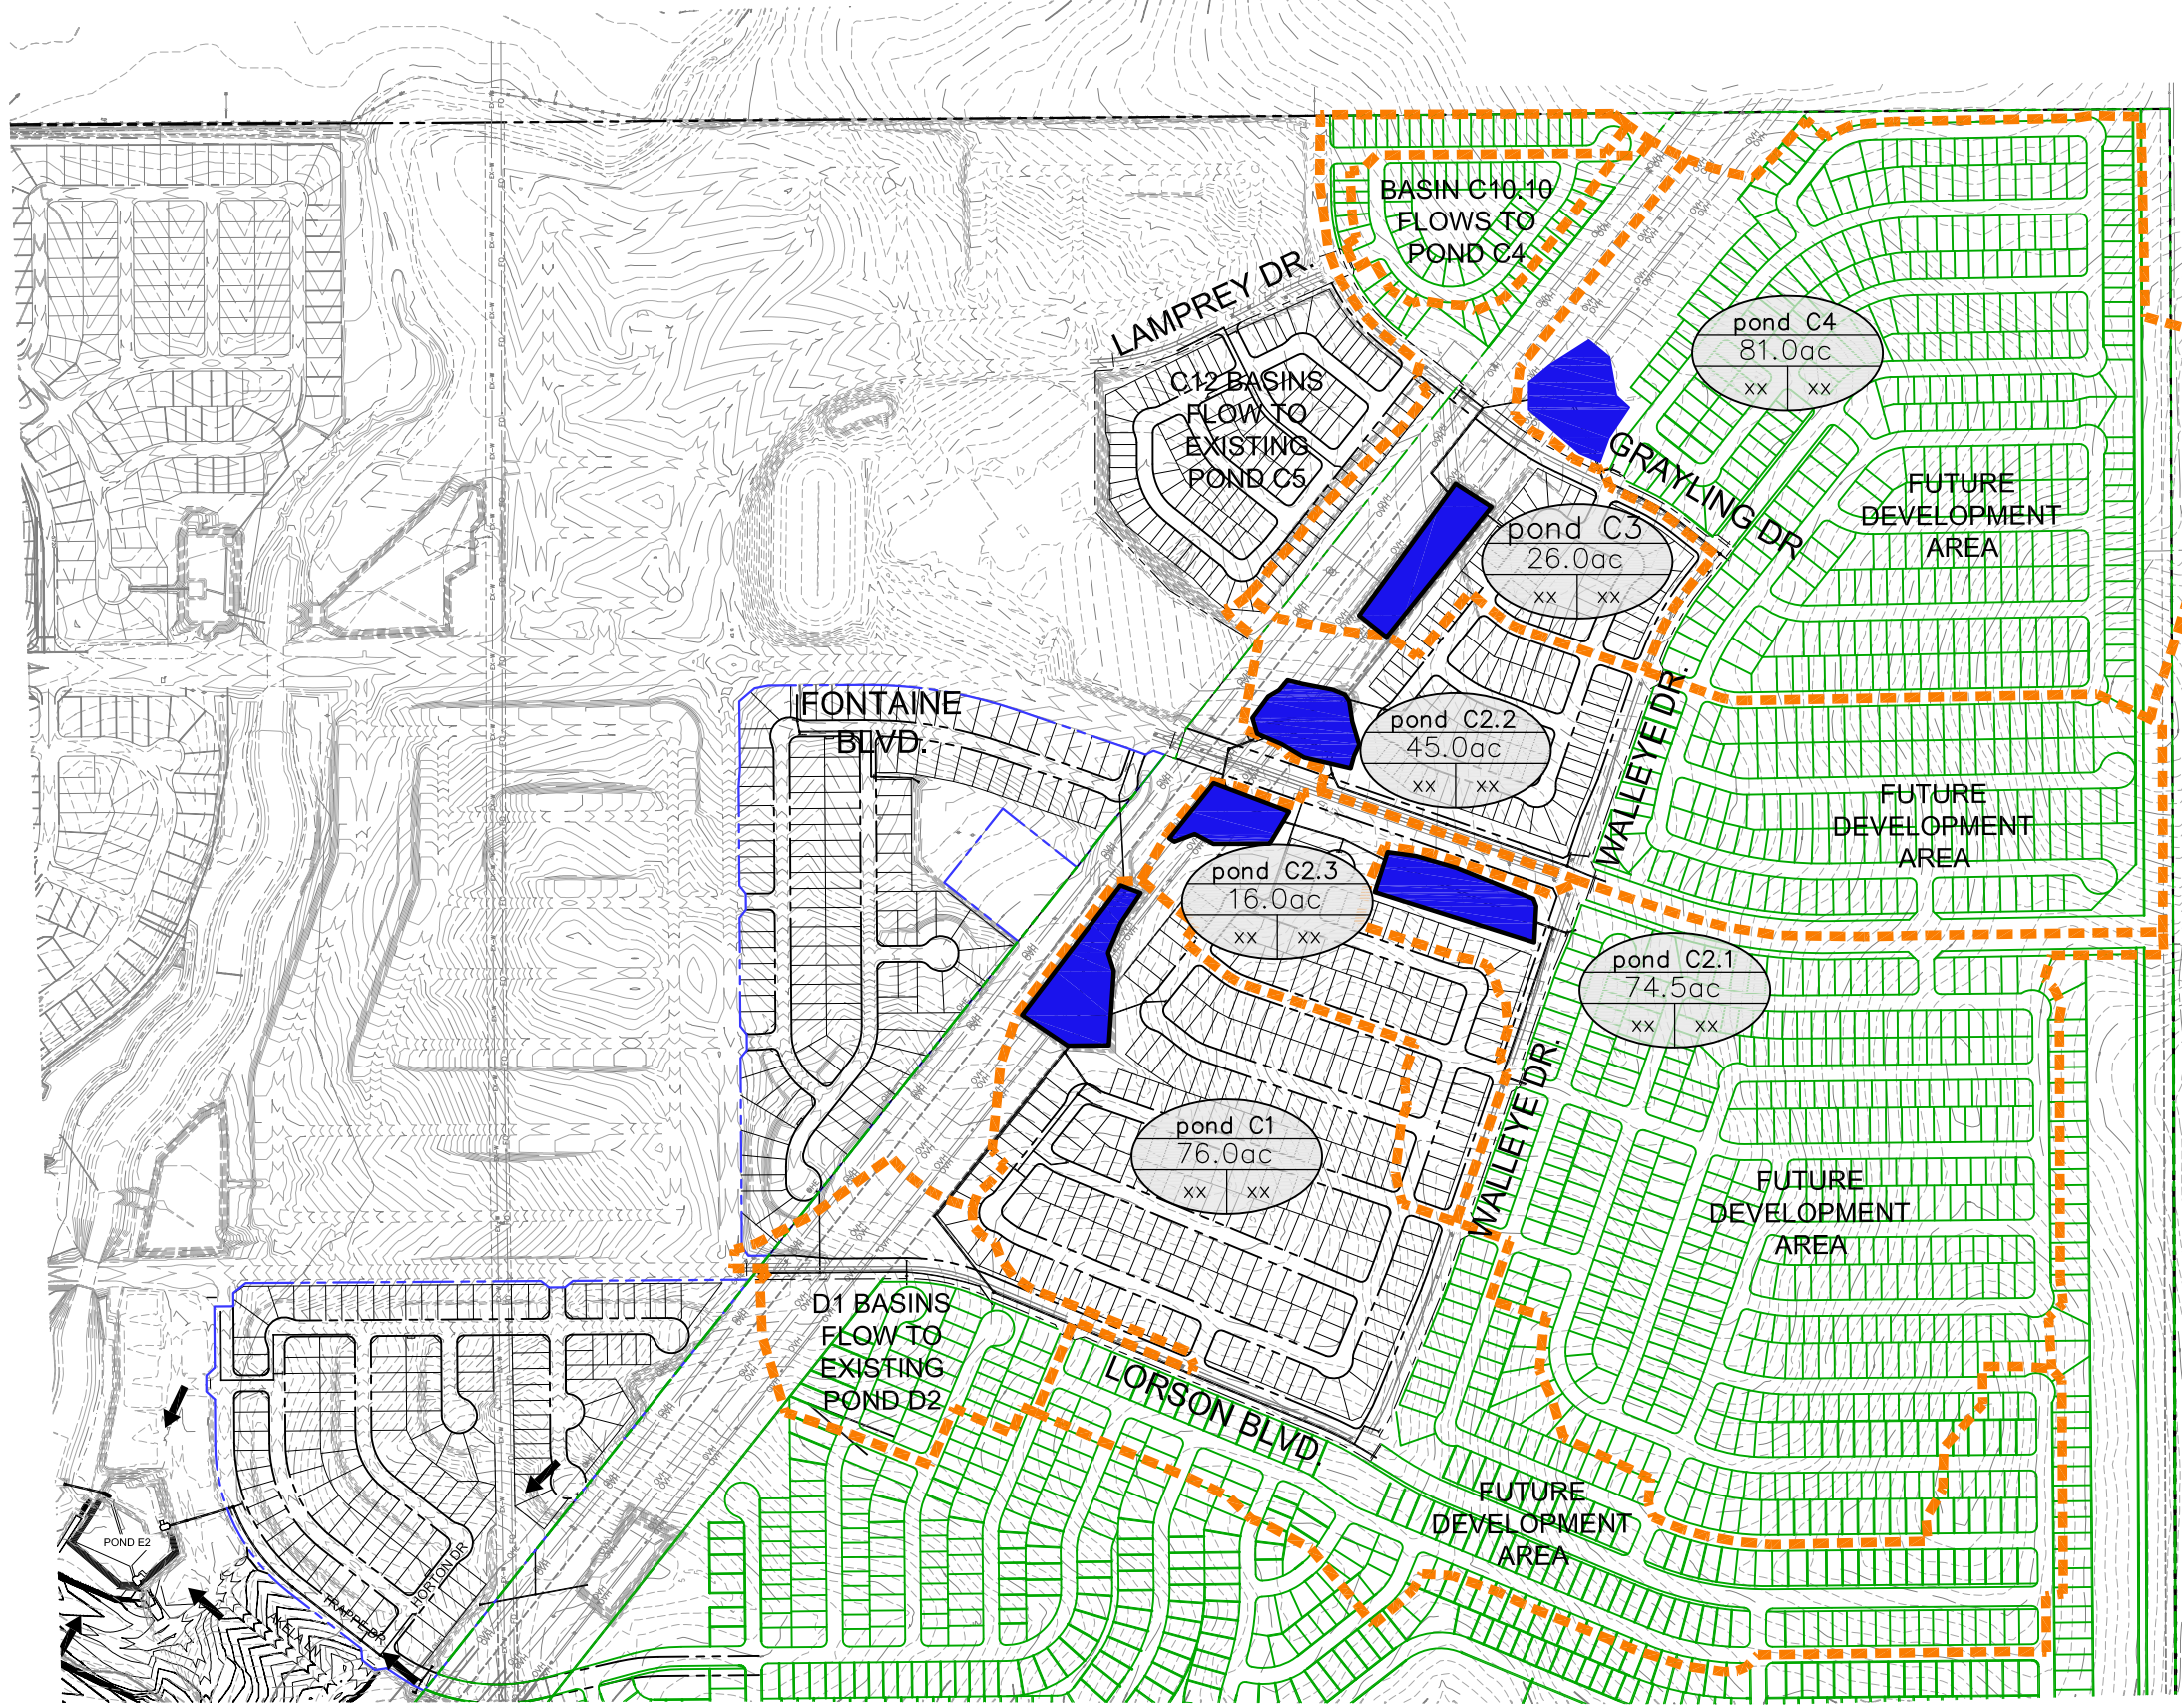 BASIN C10.10
FLOWS TO
POND C4
LAMPREY DR.
pond C4
81.0ac
xx xx
C12 BASINS
FLOW TO
EXISTING
POND C5
GRAYLING DR
FUTURE
DEVELOPMENT
AREA
pond C3
26.0ac
xx xx
FONTAINE
BLVD.
pond C2.2
45.0ac
xx xx
WALLEYE DR.
FUTURE
DEVELOPMENT
AREA
pond C2.3
16.0ac
xx xx
pond C2.1
74.5ac
xx xx
WALLEYE DR.
pond C1
76.0ac
xx xx
FUTURE
DEVELOPMENT
AREA
D1 BASINS
FLOW TO
EXISTING
POND D2
LORSON BLVD.
FUTURE
DEVELOPMENT
AREA
POND E2
HORTON DR
TRAPPE DR